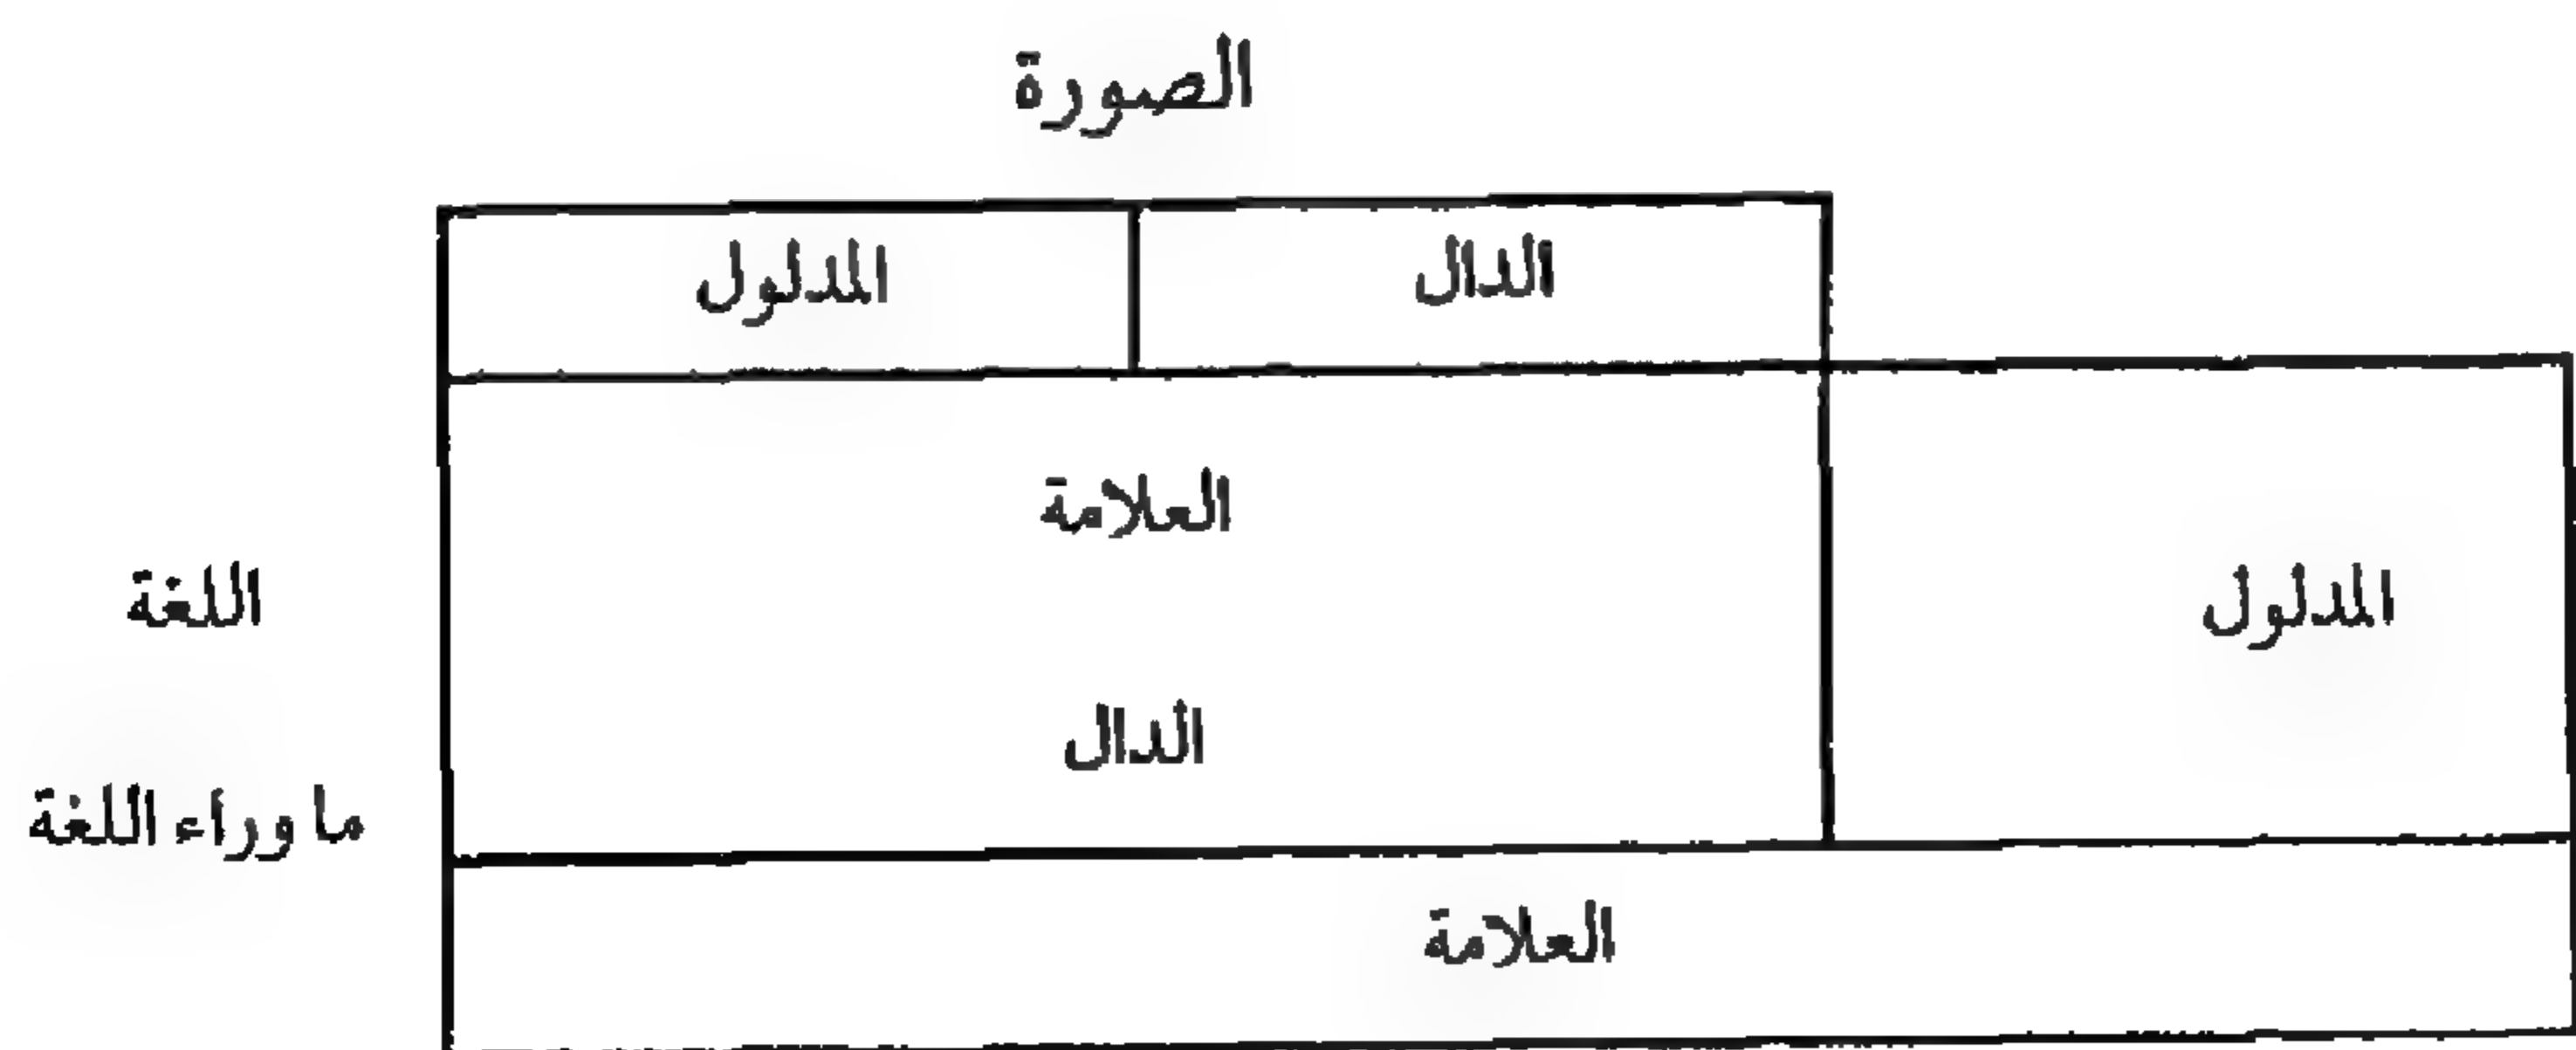 الصورة
الدال
المدلول
العلامة
المدلول
اللغة
الدال
ما وراء اللغة
العلامة